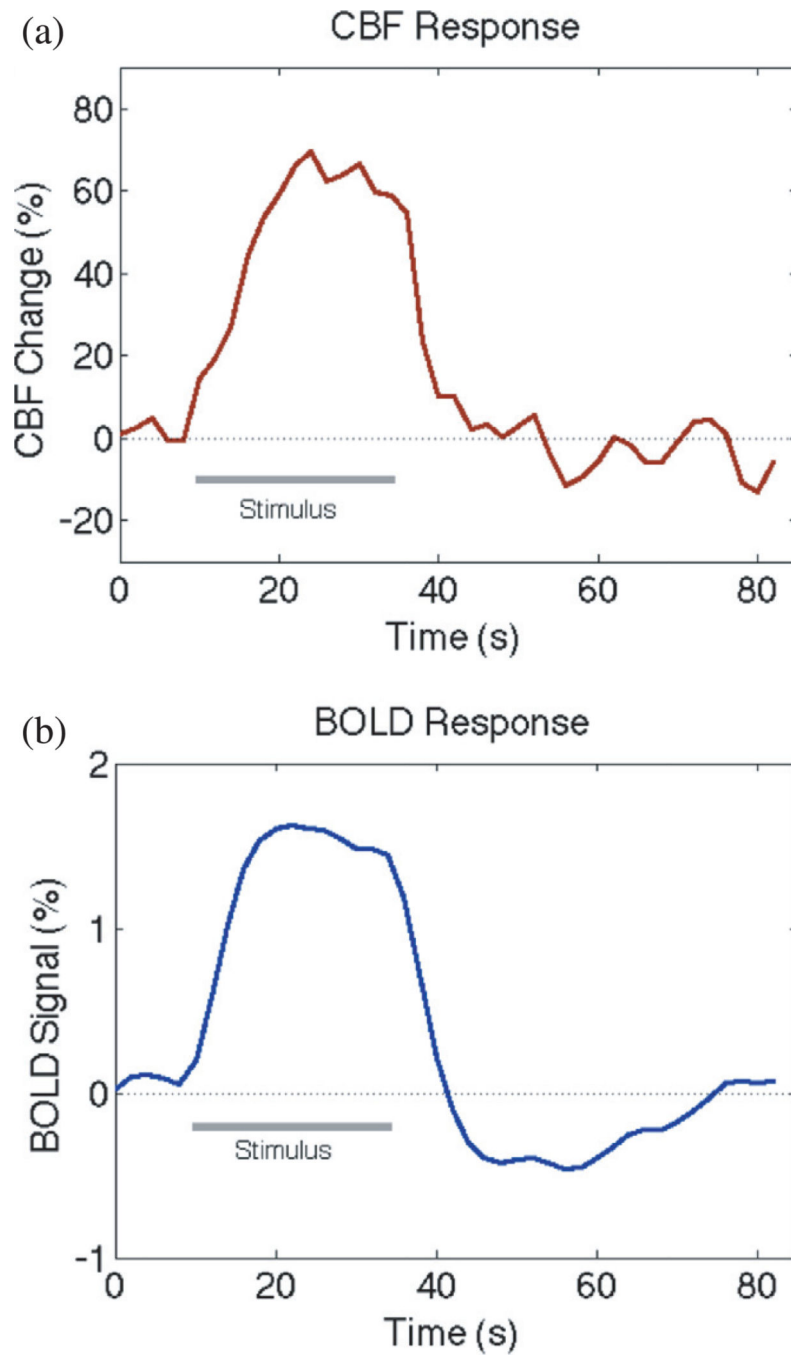 (a)
CBF Response
CBF Change (%)
80
60
40
20
0
-20
Stimulus
0 20 40 60 80
Time (s)
(b)
BOLD Response
BOLD Signal (%)
2
1
0
-1
Stimulus
0 20 40 60 80
Time (s)